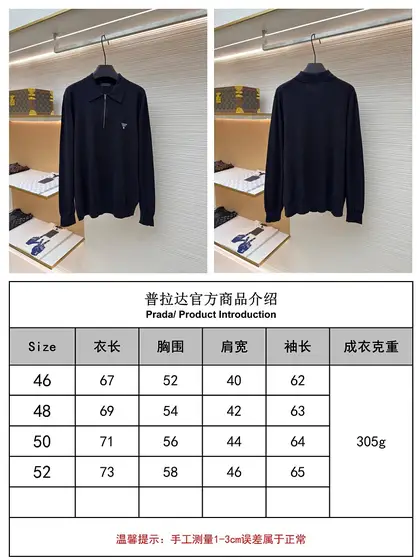 普拉达官方商品介绍
Prada/ Product Introduction
Size 衣长 胸围 肩宽 袖长 成衣克重
46 67 52 40 62
48 69 54 42 63
50 71 56 44 64
52 73 58 46 65
305g
温馨提示：手工测量1-3cm误差属于正常